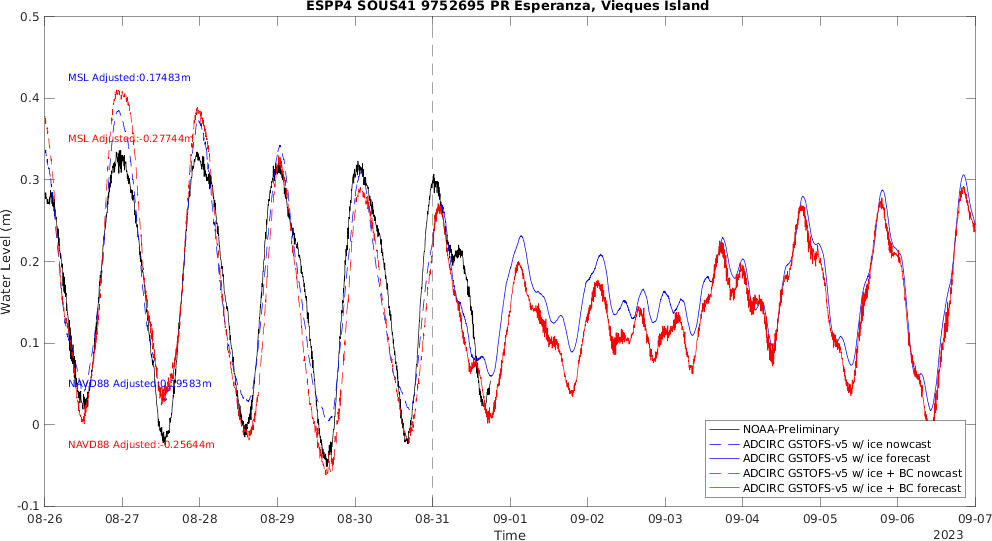 ESPP4 SOUS41 9752695 PR Esperanza, Vieques Island
0.5
0.4
0.3
0.2
0.1
0
-0.1
Water Level (m)
MSL Adjusted:0.17483m
MSL Adjusted:-0.27744m
NAVD88 Adjusted:0.19583m
NAVD88 Adjusted:-0.25644m
NOAA-Preliminary
ADCIRC GSTOFS-v5 w/ ice nowcast
ADCIRC GSTOFS-v5 w/ ice forecast
ADCIRC GSTOFS-v5 w/ ice + BC nowcast
ADCIRC GSTOFS-v5 w/ ice + BC forecast
08-26 08-27 08-28 08-29 08-30 08-31 09-01 09-02 09-03 09-04 09-05 09-06 09-07
Time
2023